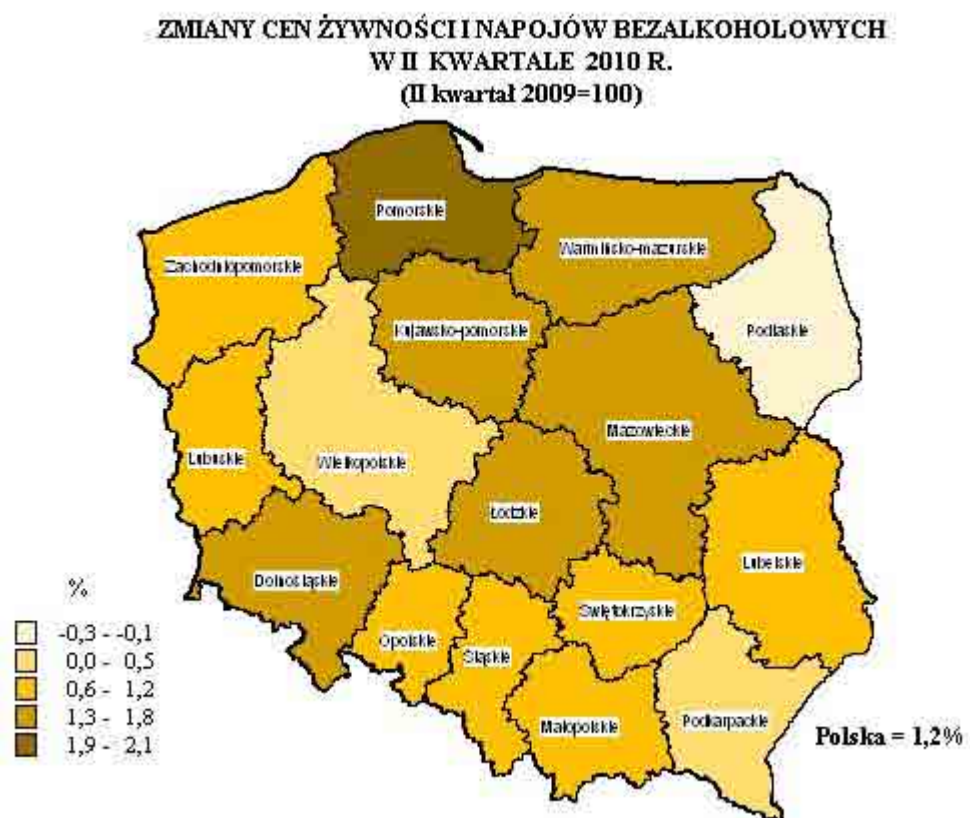 ZMIANY CEN ŻYWNOŚCI I NAPOJÓW BEZALKOHOLOWYCH
W II KWARTALE 2010 R.
(II kwartał 2009=100)
Pomorskie
Warmińsko-mazurskie
Zachodniopomorskie
Kujawsko-pomorskie
Podlaskie
Mazowieckie
Lubuskie
Wielkopolskie
Łódzkie
Lubelskie
Dolnośląskie
Świętokrzyskie
Opolskie
Śląskie
Podkarpackie
Małopolskie
%
-0,3 - -0,1
0,0 - 0,5
0,6 - 1,2
1,3 - 1,8
1,9 - 2,1
Polska = 1,2%